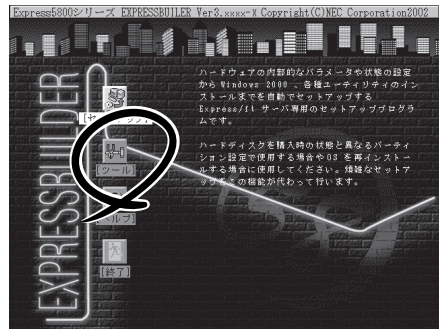 Express5800シリーズ EXPRESSBUILER Ver3.xxxx-X Copyright(C)NEC Corporation2002
EXPRESSBUILDER
ハードウェアの内部的なパラメータや状態の設定
から Windows 2000 、各種ユーティリティのイン
ストールまでを自動でセットアップする
Express/ft サーバ専用のセットアッププログラ
ムです。
ハードディスクを購入時の状態と異なるパーティ
ション設定で使用する場合やOS を再インストー
ルする場合に使用してください。煩雑なセットア
ップをこの機能が代わって行います。
[ツール]
[終了]